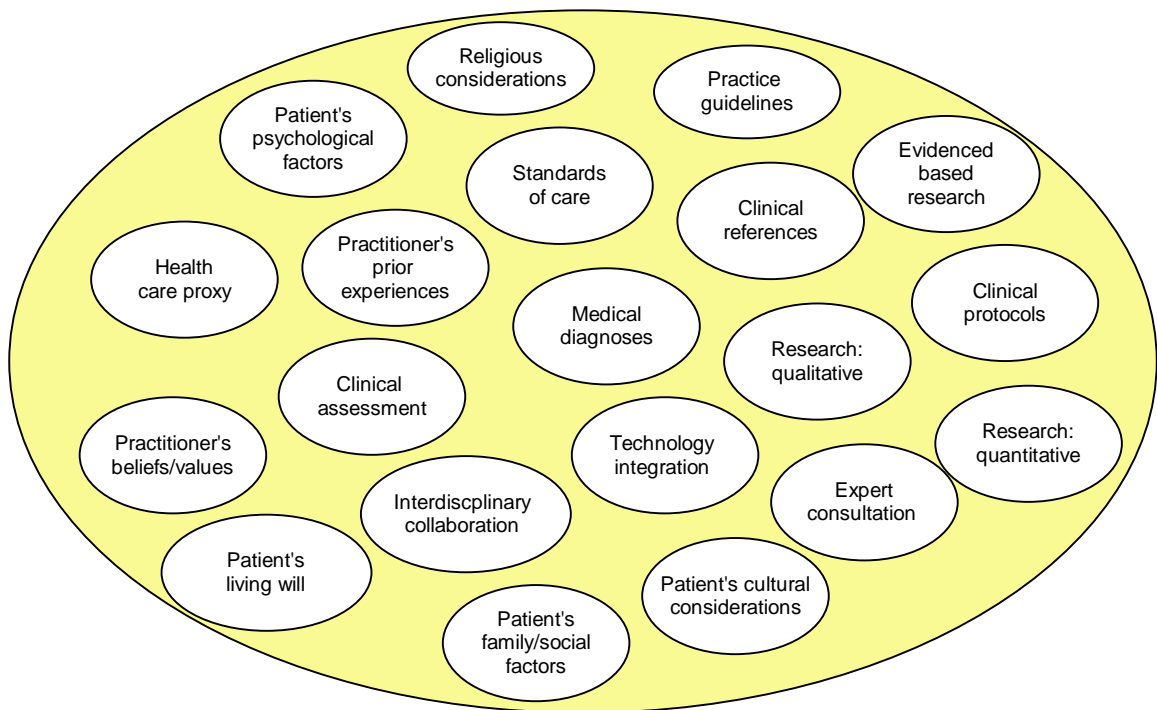 Religious
considerations
Practice
guidelines
Patient's
psychological
factors
Evidenced
based
research
Standards
of care
Clinical
references
Practitioner's
prior
experiences
Health
care proxy
Clinical
protocols
Medical
diagnoses
Research:
qualitative
Clinical
assessment
Practitioner's
beliefs/values
Technology
integration
Research:
quantitative
Interdiscplinary
collaboration
Expert
consultation
Patient's
living will
Patient's cultural
considerations
Patient's
family/social
factors